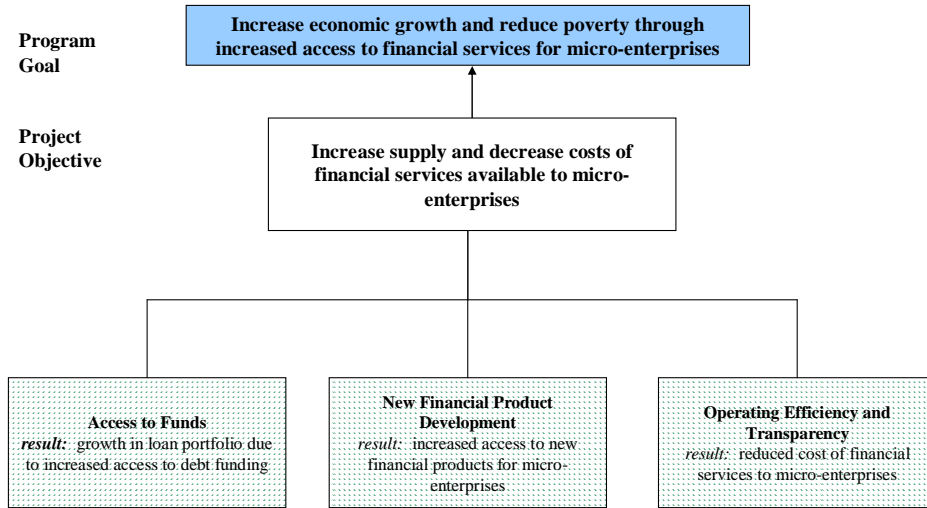 Program
Goal
Increase economic growth and reduce poverty through
increased access to financial services for micro-enterprises
Project
Objective
Increase supply and decrease costs of
financial services available to micro-
enterprises
Access to Funds
result: growth in loan portfolio due
to increased access to debt funding
New Financial Product
Development
result: increased access to new
financial products for micro-
enterprises
Operating Efficiency and
Transparency
result: reduced cost of financial
services to micro-enterprises